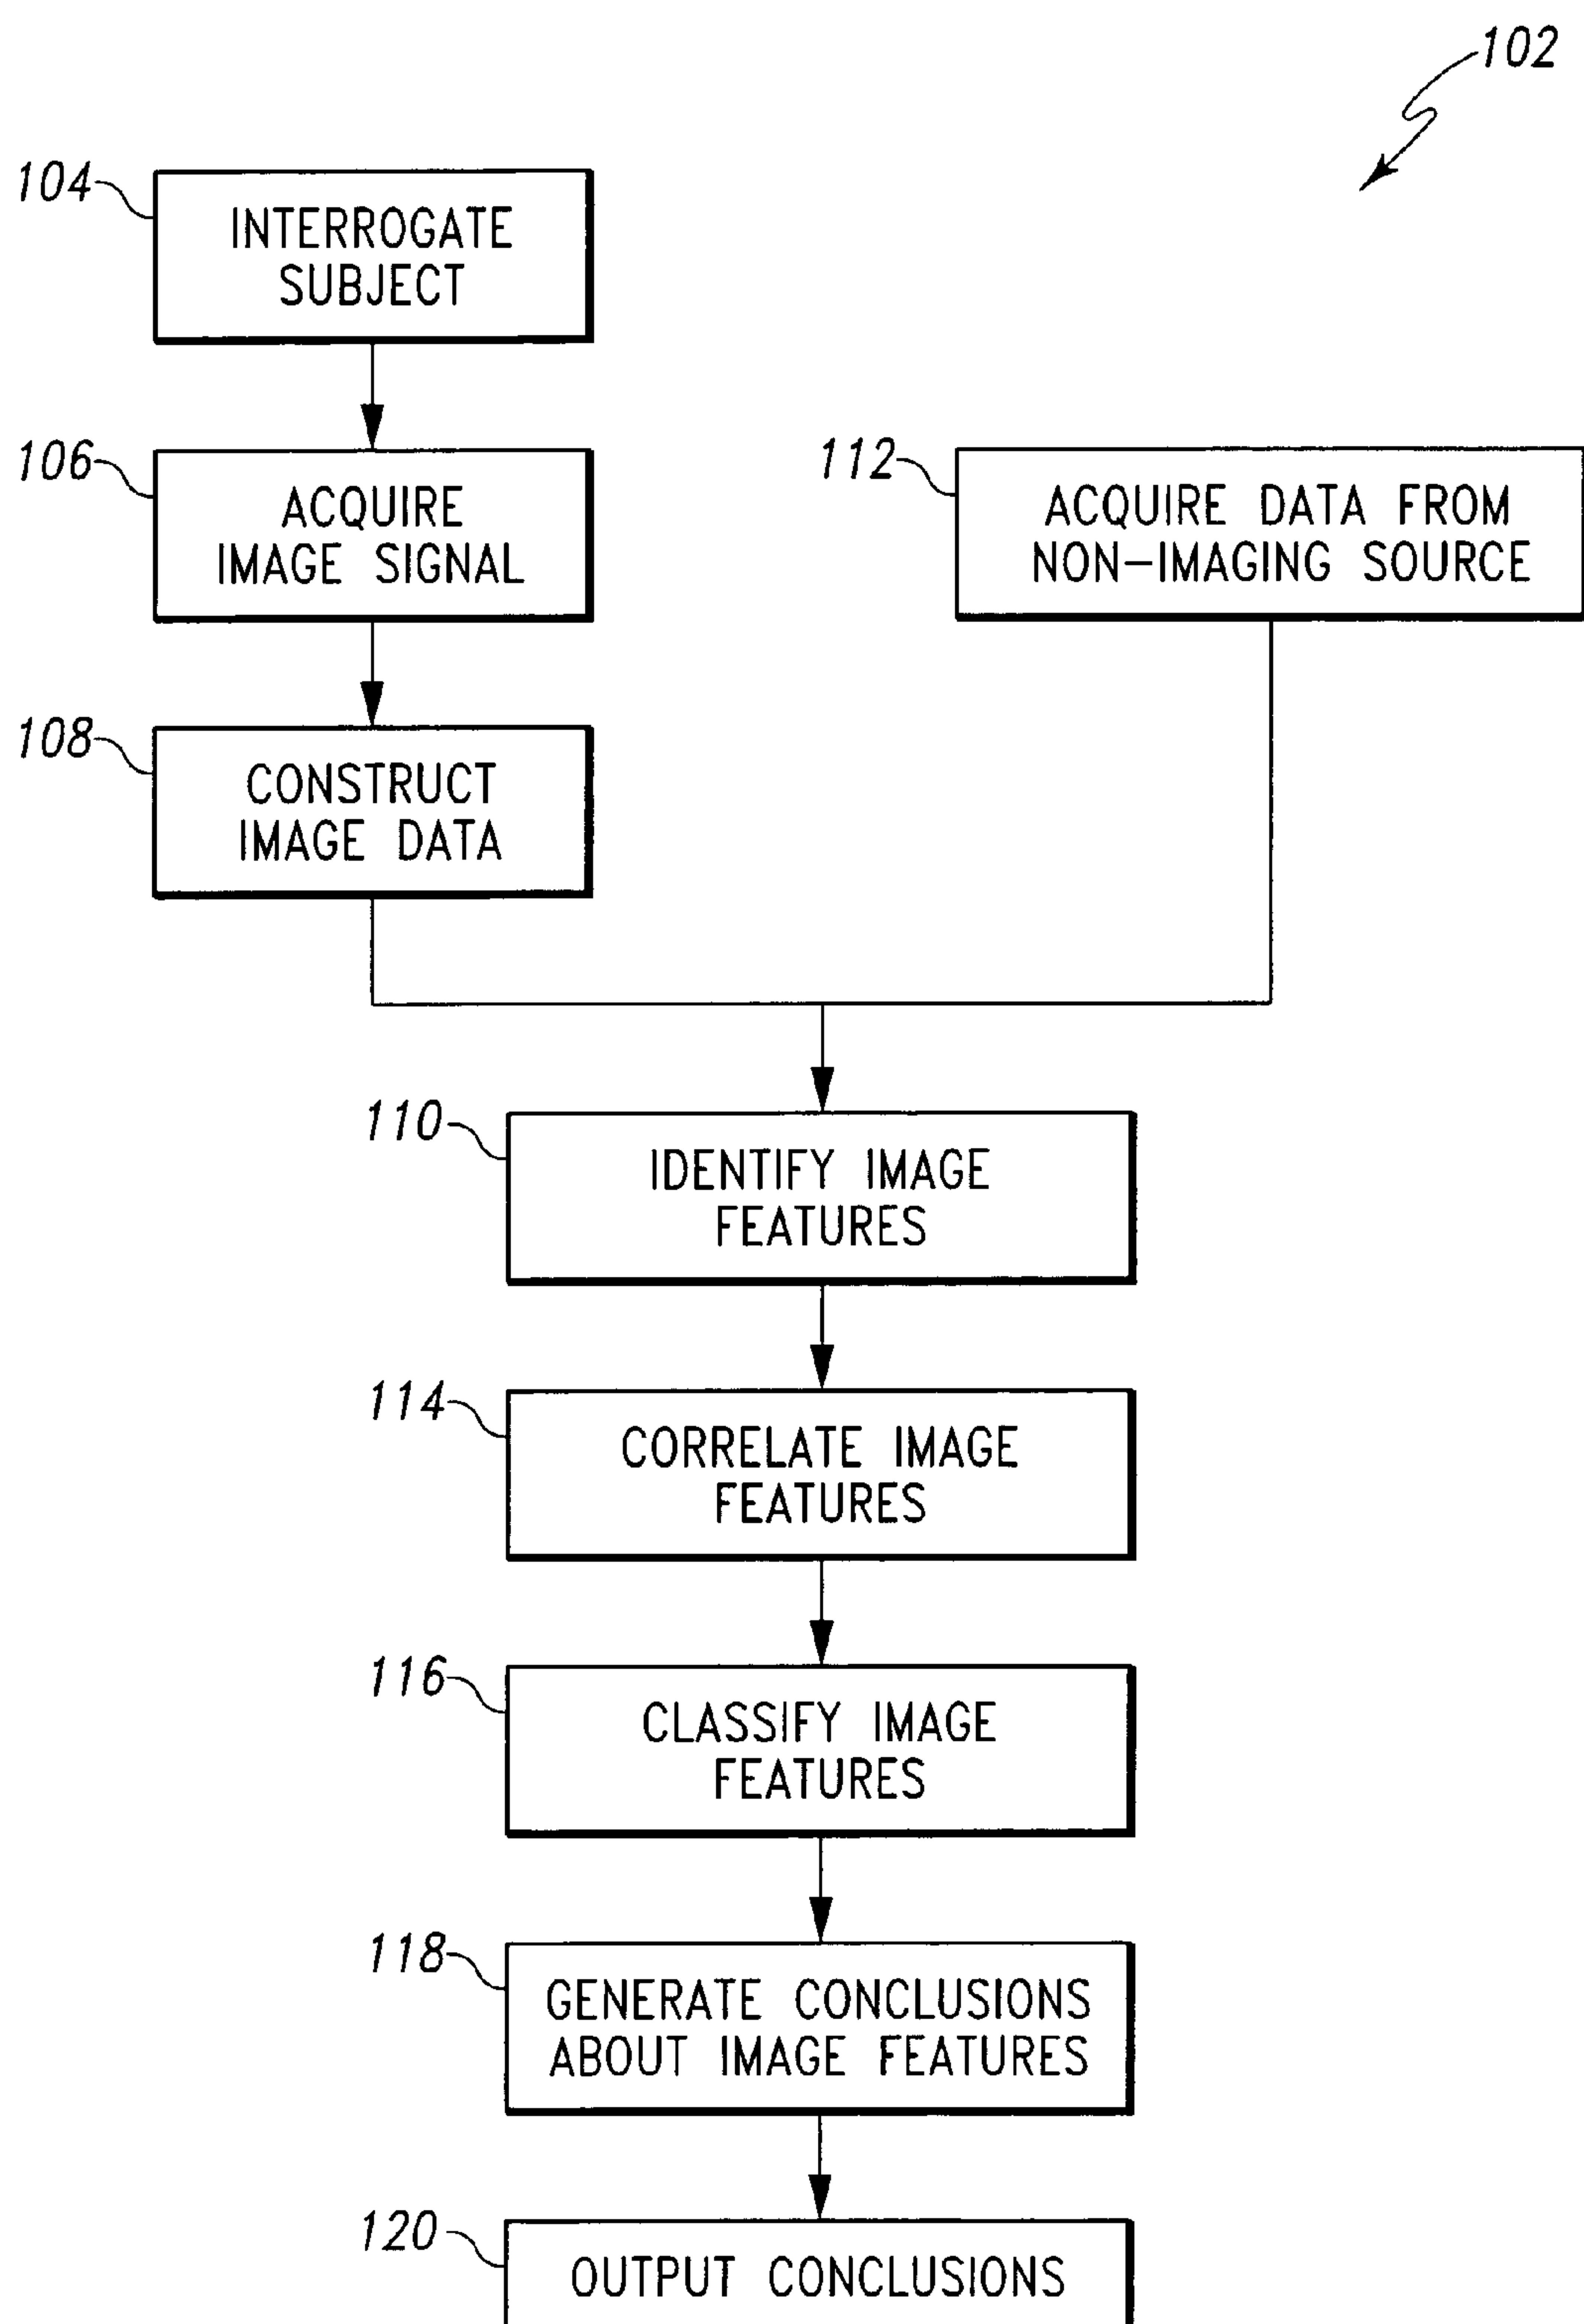 102
104
INTERROGATE
SUBJECT
106
ACQUIRE
IMAGE SIGNAL
112
ACQUIRE DATA FROM
NON-IMAGING SOURCE
108
CONSTRUCT
IMAGE DATA
110
IDENTIFY IMAGE
FEATURES
114
CORRELATE IMAGE
FEATURES
116
CLASSIFY IMAGE
FEATURES
118
GENERATE CONCLUSIONS
ABOUT IMAGE FEATURES
120
OUTPUT CONCLUSIONS